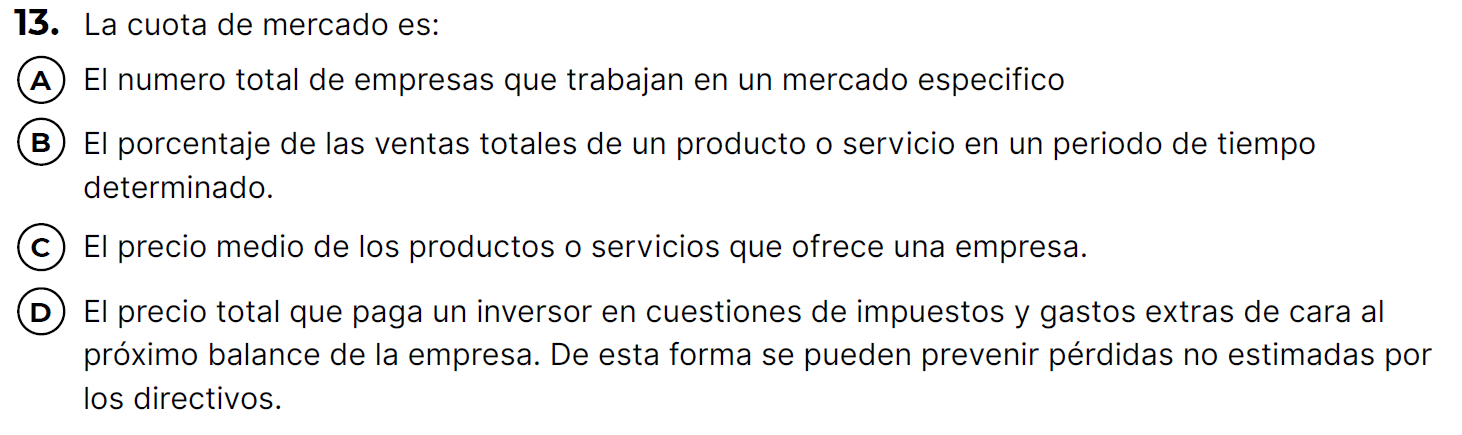 13. La cuota de mercado es:
A El numero total de empresas que trabajan en un mercado especifico
B El porcentaje de las ventas totales de un producto o servicio en un periodo de tiempo
determinado.
C El precio medio de los productos o servicios que ofrece una empresa.
D El precio total que paga un inversor en cuestiones de impuestos y gastos extras de cara al
próximo balance de la empresa. De esta forma se pueden prevenir pérdidas no estimadas por
los directivos.